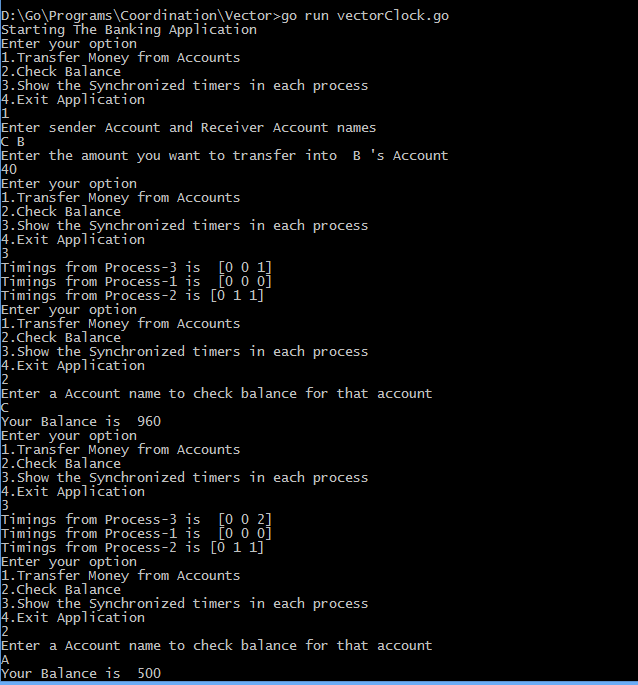 D:\Go\Programs\Coordination\Vector>go run vectorClock.go
Starting The Banking Application
Enter your option
1.Transfer Money from Accounts
2.Check Balance
3.Show the Synchronized timers in each process
4.Exit Application
1
Enter sender Account and Receiver Account names
C B
Enter the amount you want to transfer into  B 's Account
40
Enter your option
1.Transfer Money from Accounts
2.Check Balance
3.Show the Synchronized timers in each process
4.Exit Application
3
Timings from Process-3 is  [0 0 1]
Timings from Process-1 is  [0 0 0]
Timings from Process-2 is [0 1 1]
Enter your option
1.Transfer Money from Accounts
2.Check Balance
3.Show the Synchronized timers in each process
4.Exit Application
2
Enter a Account name to check balance for that account
C
Your Balance is  960
Enter your option
1.Transfer Money from Accounts
2.Check Balance
3.Show the Synchronized timers in each process
4.Exit Application
3
Timings from Process-3 is  [0 0 2]
Timings from Process-1 is  [0 0 0]
Timings from Process-2 is [0 1 1]
Enter your option
1.Transfer Money from Accounts
2.Check Balance
3.Show the Synchronized timers in each process
4.Exit Application
2
Enter a Account name to check balance for that account
A
Your Balance is  500